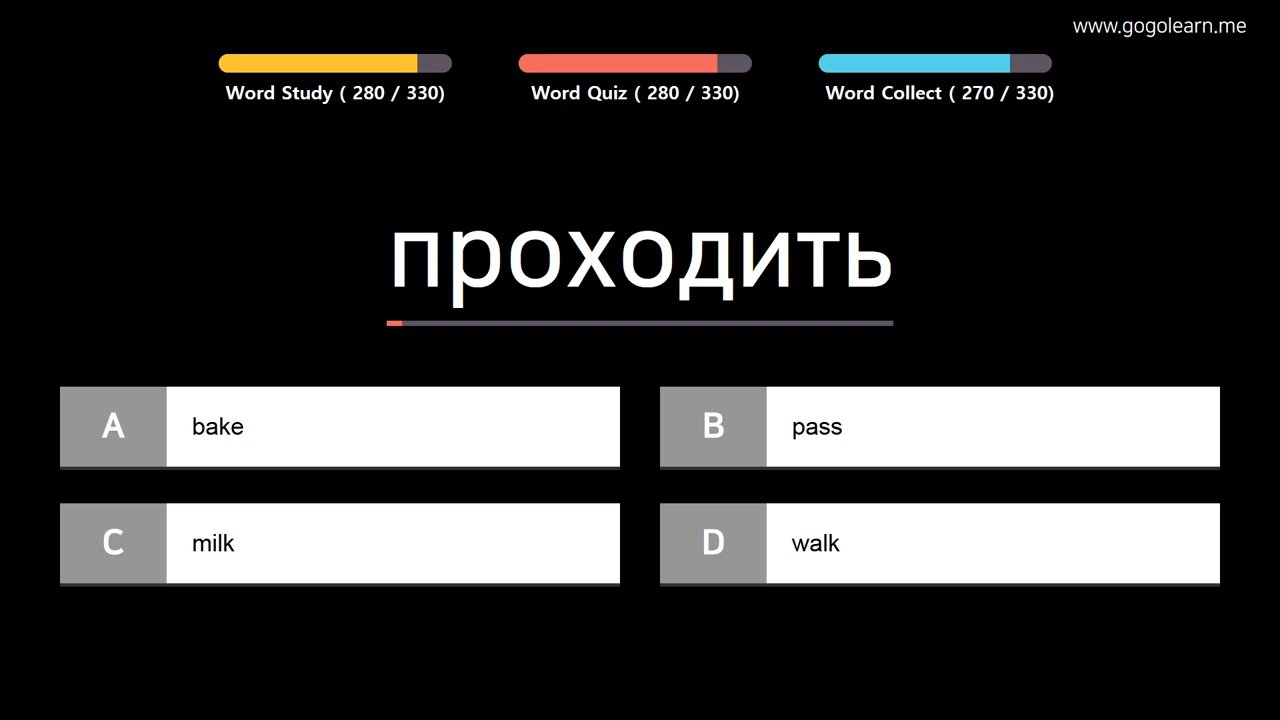 www.gogolearn.me
Word Study ( 280 / 330)
Word Quiz ( 280 / 330)
Word Collect ( 270 / 330)
проходить
A bake
B pass
C milk
D walk